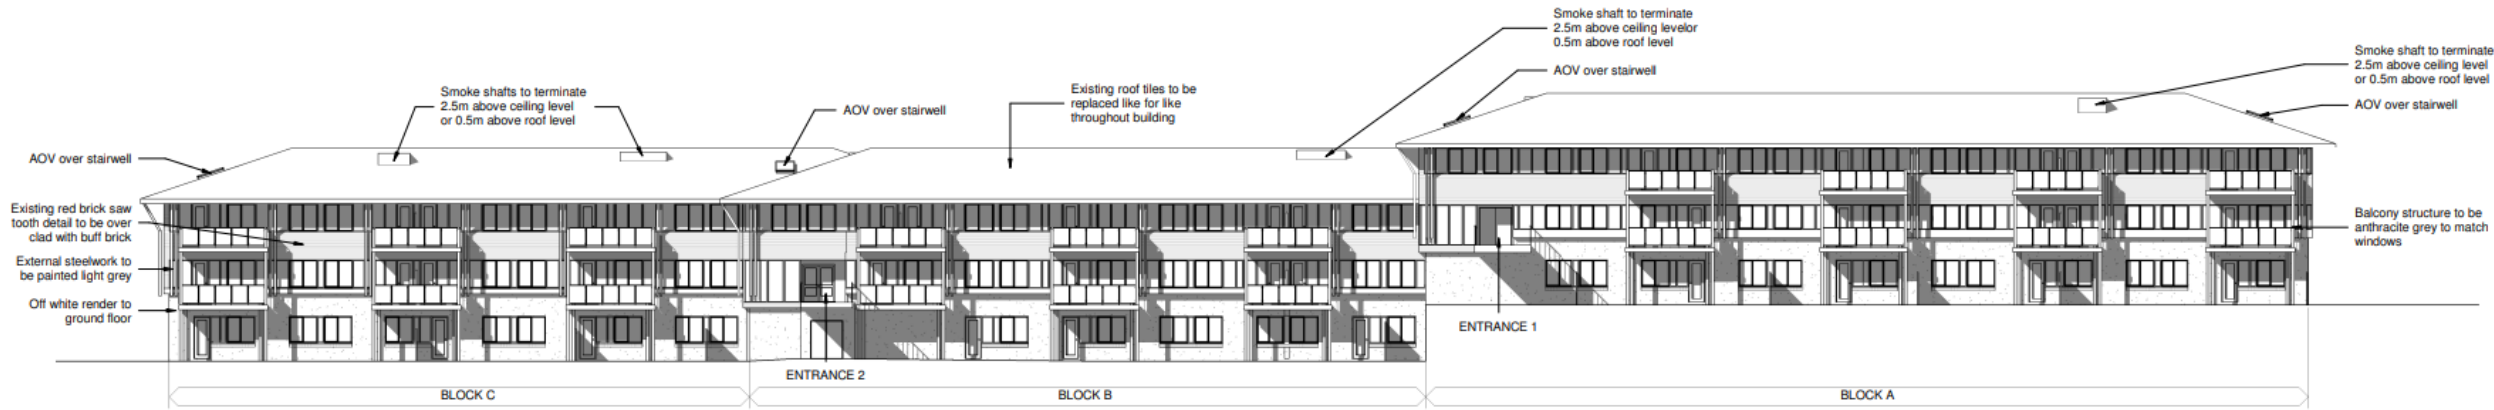 Smoke shaft to terminate
2.5m above ceiling levelor
0.5m above roof level
Smoke shaft to terminate
2.5m above ceiling level
or 0.5m above roof level
AOV over stairwell
AOV over stairwell
Smoke shafts to terminate
2.5m above ceiling level
or 0.5m above roof level
AOV over stairwell
Existing roof tiles to be
replaced like for like
throughout building
AOV over stairwell
Existing red brick saw
tooth detail to be over
clad with buff brick
External steelwork to
be painted light grey
Off white render to
ground floor
Balcony structure to be
anthracite grey to match
windows
ENTRANCE 1
ENTRANCE 2
BLOCK C
BLOCK B
BLOCK A